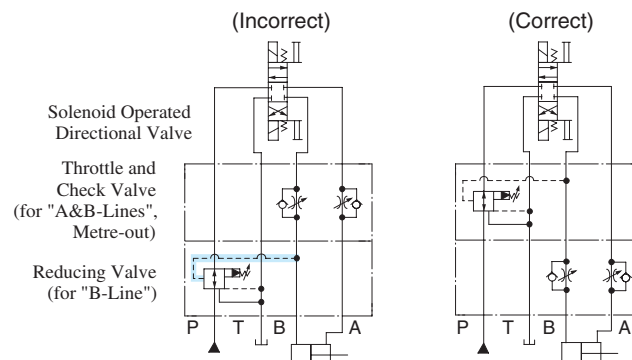 (Incorrect)
(Correct)
Solenoid Operated
Directional Valve
Throttle and
Check Valve
(for "A&B-Lines",
Metre-out)
Reducing Valve
(for "B-Line")
P T B A
P T B A